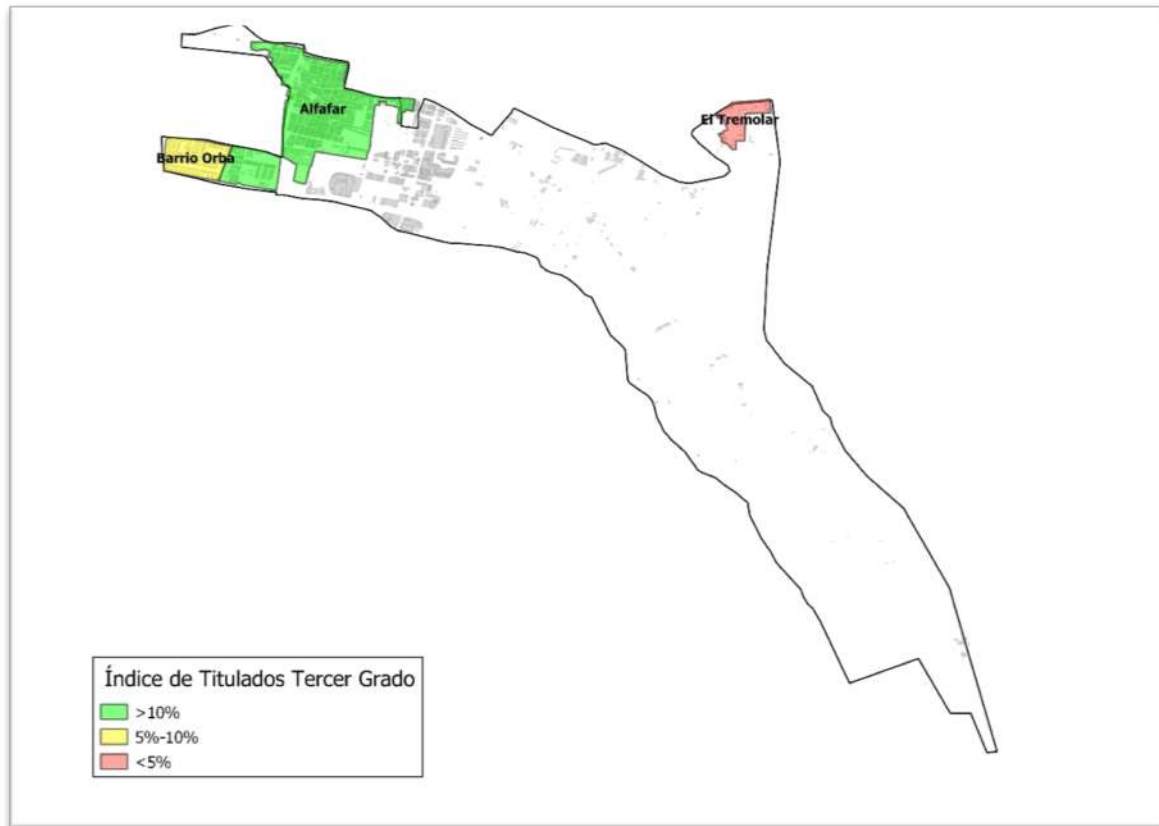 El Tremolar
Alfafar
Barrio Orba
Índice de Titulados Tercer Grado
>10%
5%-10%
<5%